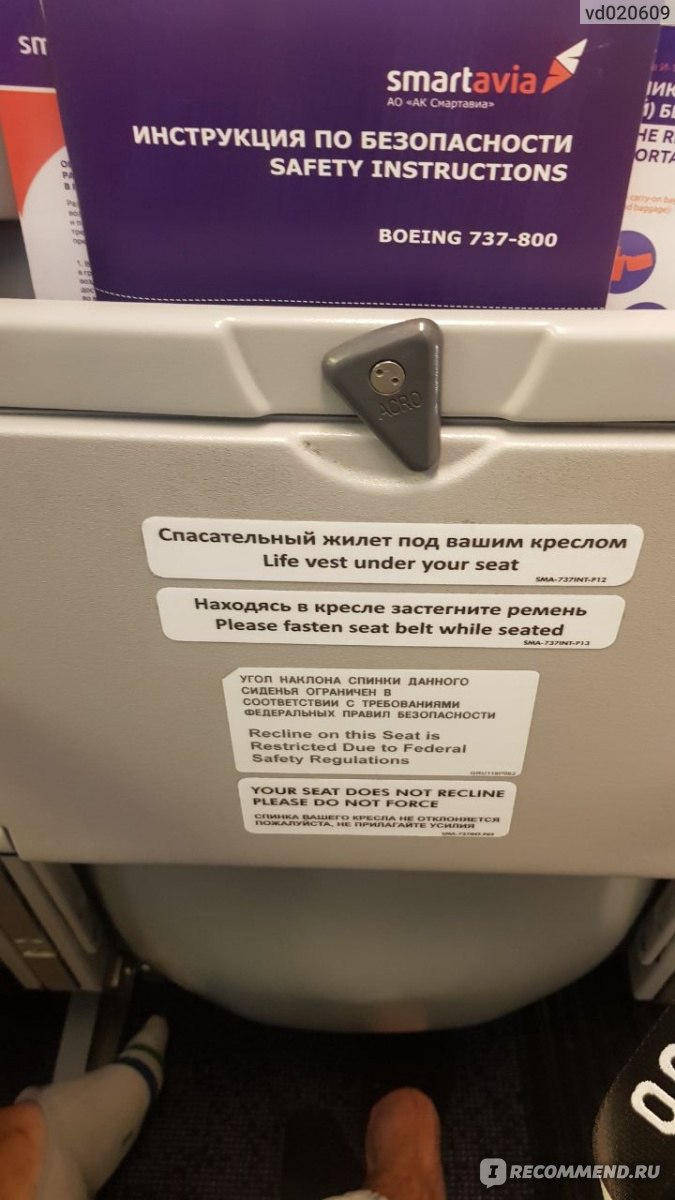 vd020609
sm
smartavia
АО «АК Смартавиа»
ИНСТРУКЦИЯ ПО БЕЗОПАСНОСТИ
SAFETY INSTRUCTIONS
BOEING 737-800
ACRO
Спасательный жилет под вашим креслом
Life vest under your seat
SMA-737INT-P12
Находясь в кресле застегните ремень
Please fasten seat belt while seated
SMA-737INT-P13
УГОЛ НАКЛОНА СПИНКИ ДАННОГО
СИДЕНЬЯ ОГРАНИЧЕН В
СООТВЕТСТВИИ С ТРЕБОВАНИЯМИ
ФЕДЕРАЛЬНЫХ ПРАВИЛ БЕЗОПАСНОСТИ
Recline on this Seat is
Restricted Due to Federal
Safety Regulations
YOUR SEAT DOES NOT RECLINE
PLEASE DO NOT FORCE
СПИНКА ВАШЕГО КРЕСЛА НЕ ОТКЛОНЯЕТСЯ
ПОЖАЛУЙСТА, НЕ ПРИЛАГАЙТЕ УСИЛИЯ
IRECOMMEND.RU